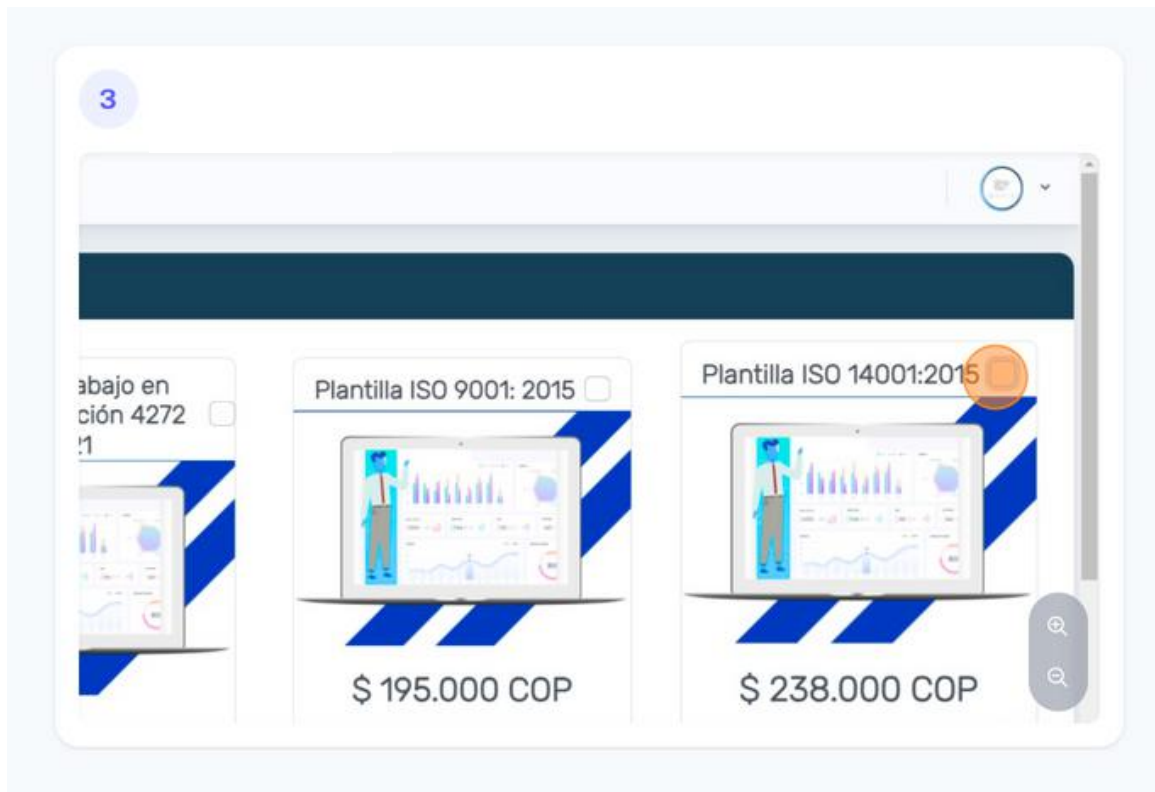 3
abajo en
ción 4272
21
Plantilla ISO 9001: 2015
Plantilla ISO 14001:2015
$ 195.000 COP
$ 238.000 COP